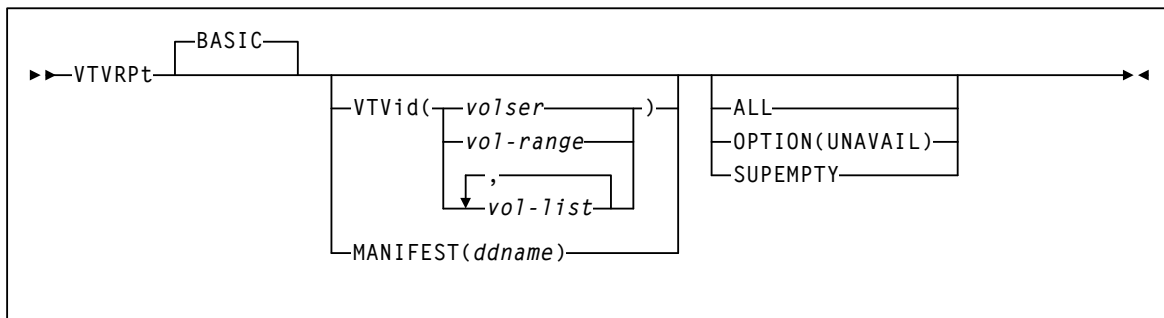 BASIC
VTVRPt
VTVid( volser )
vol-range
,
vol-list
MANIFEST(ddname)
ALL
OPTION(UNAVAIL)
SUPEMPTY